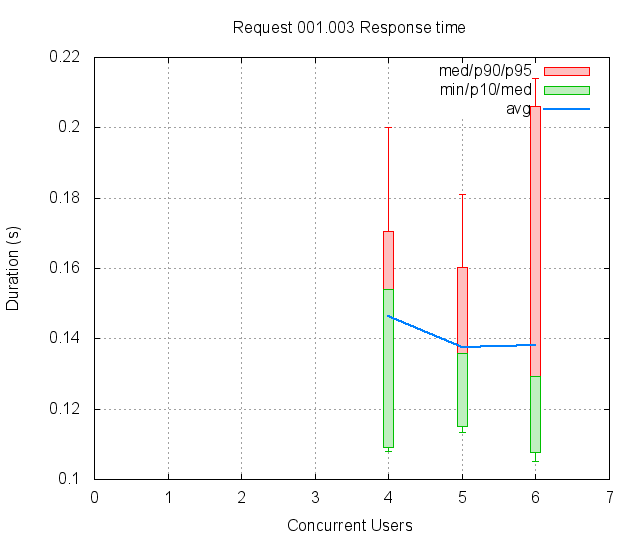 Request 001.003 Response time
0.22
0.2
0.18
0.16
0.14
0.12
0.1
Duration (s)
med/p90/p95
min/p10/med
avg
0 1 2 3 4 5 6 7
Concurrent Users